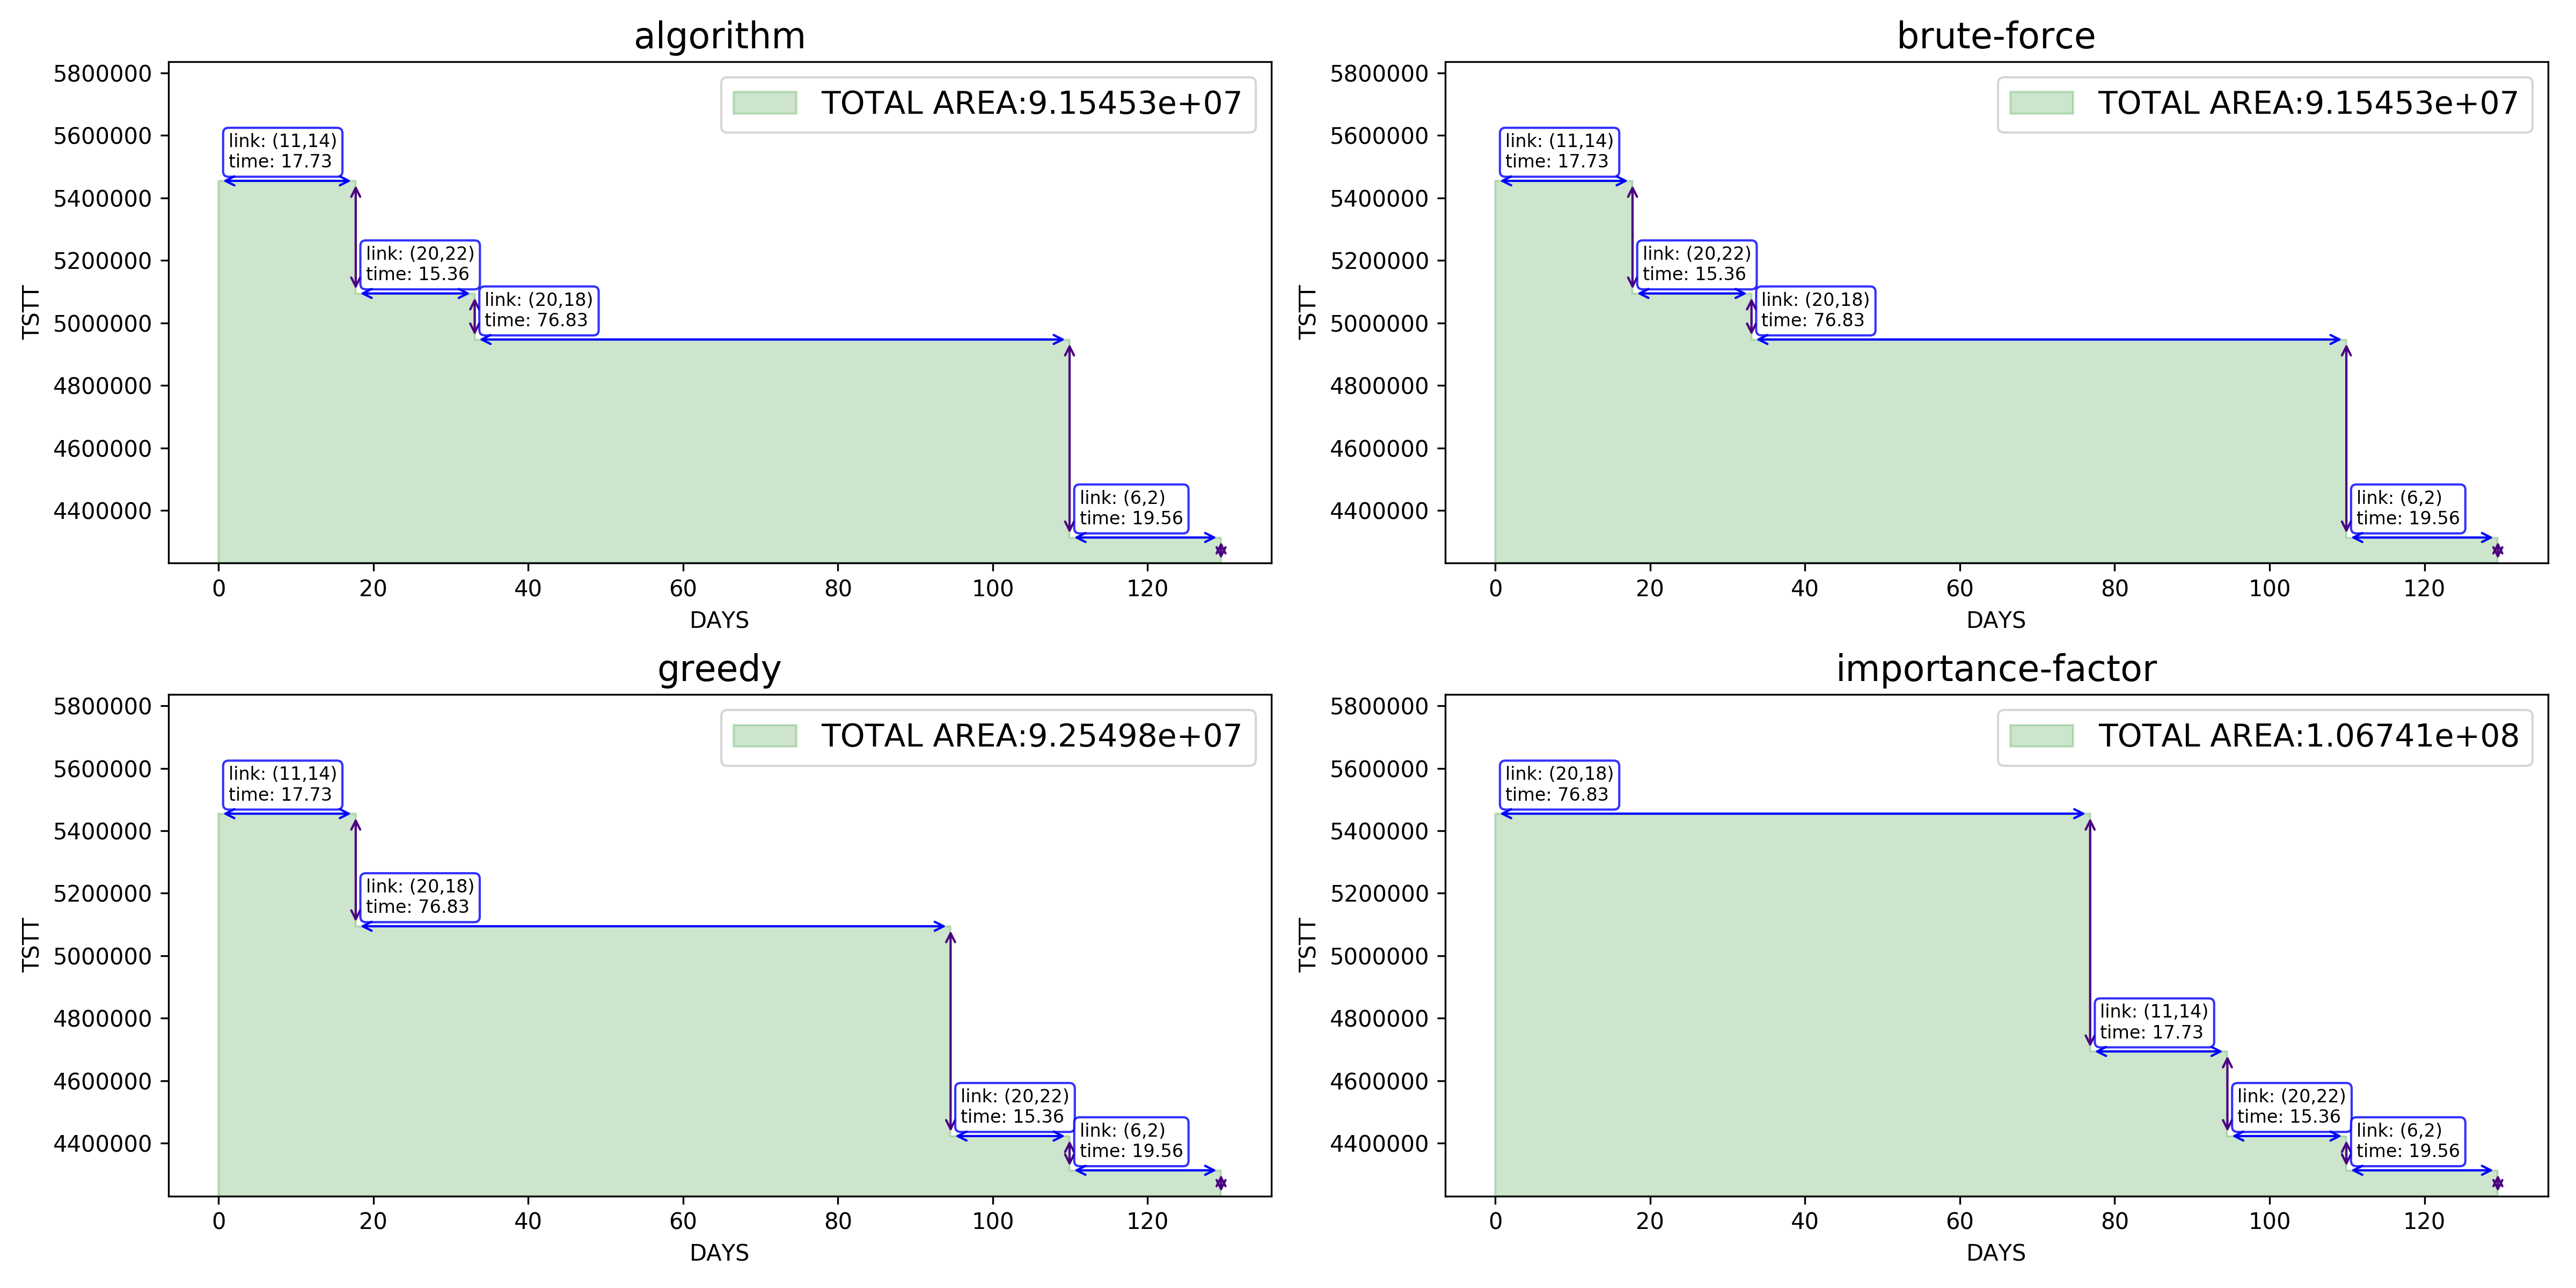 algorithm
TOTAL AREA:9.15453e+07
5800000
5600000
5400000
5200000
5000000
4800000
4600000
4400000
TSTT
link: (11,14)
time: 17.73
link: (20,22)
time: 15.36
link: (20,18)
time: 76.83
link: (6,2)
time: 19.56
0 20 40 60 80 100 120
DAYS
brute-force
TOTAL AREA:9.15453e+07
5800000
5600000
5400000
5200000
5000000
4800000
4600000
4400000
TSTT
link: (11,14)
time: 17.73
link: (20,22)
time: 15.36
link: (20,18)
time: 76.83
link: (6,2)
time: 19.56
0 20 40 60 80 100 120
DAYS
greedy
TOTAL AREA:9.25498e+07
5800000
5600000
5400000
5200000
5000000
4800000
4600000
4400000
TSTT
link: (11,14)
time: 17.73
link: (20,18)
time: 76.83
link: (20,22)
time: 15.36
link: (6,2)
time: 19.56
0 20 40 60 80 100 120
DAYS
importance-factor
TOTAL AREA:1.06741e+08
5800000
5600000
5400000
5200000
5000000
4800000
4600000
4400000
TSTT
link: (20,18)
time: 76.83
link: (11,14)
time: 17.73
link: (20,22)
time: 15.36
link: (6,2)
time: 19.56
0 20 40 60 80 100 120
DAYS